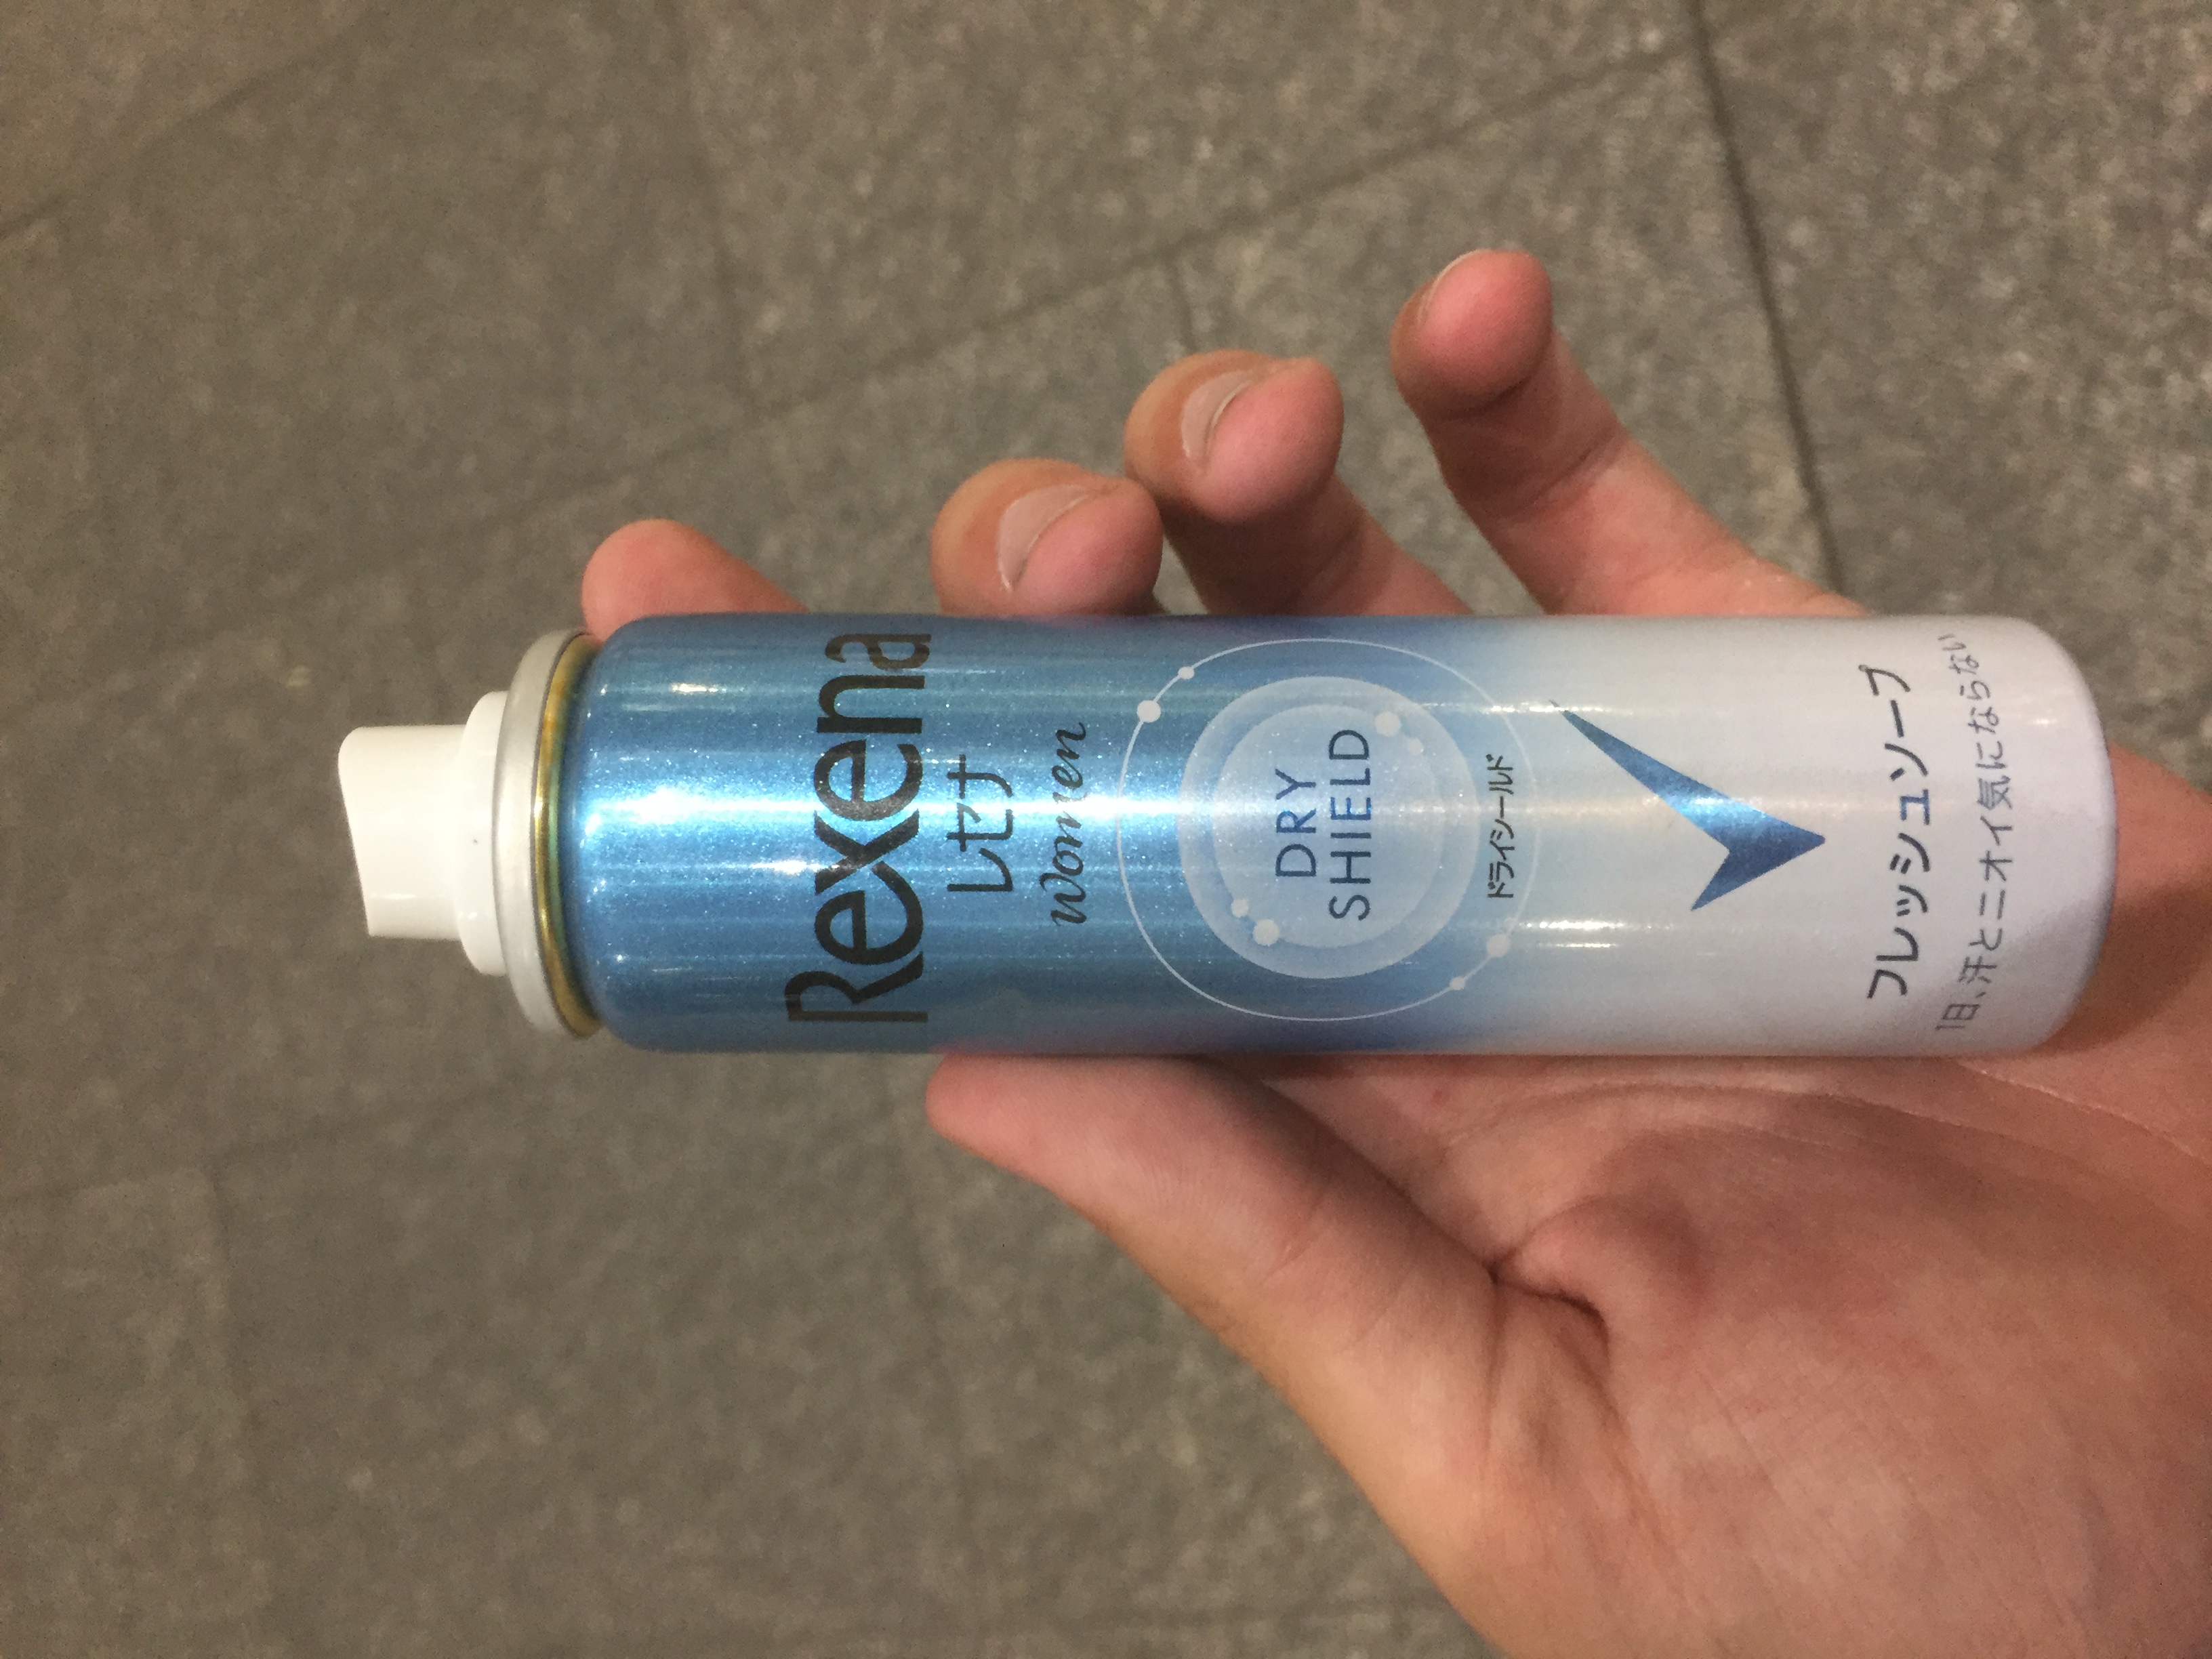 Rexena
レセナ
women
DRY
SHIELD
ドライシールド
フレッシュソープ
1日、汗とニオイ気にならない